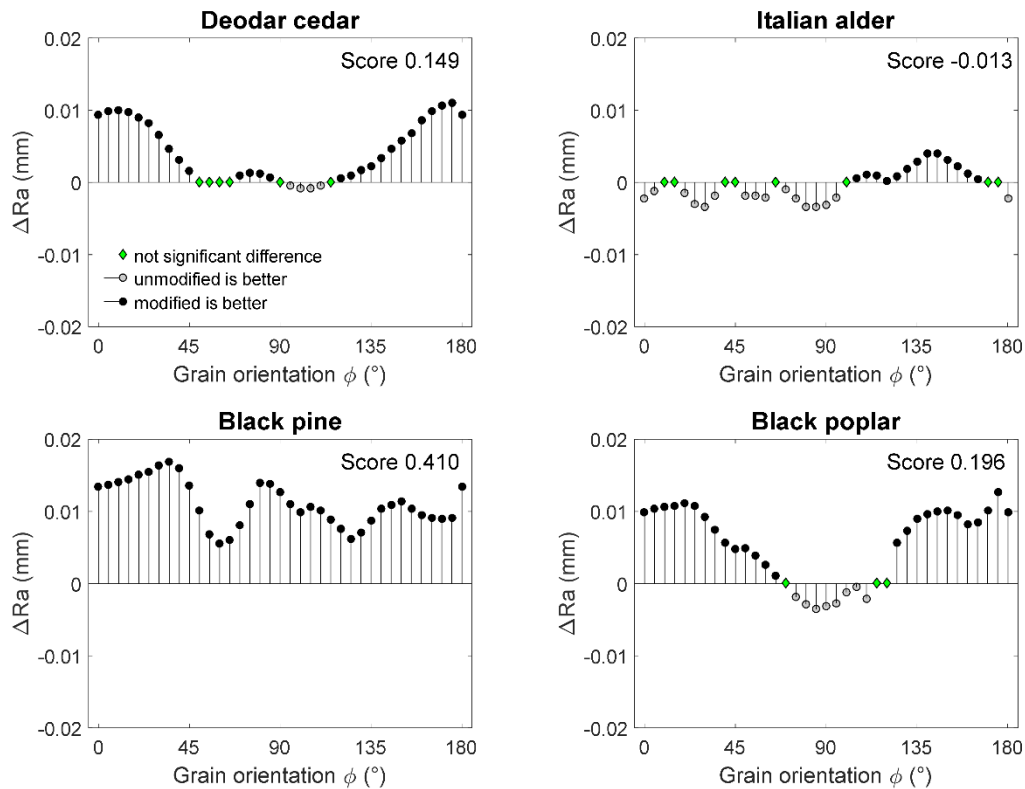 Deodar cedar
Score 0.149
0.02
0.01
0
-0.01
-0.02
ΔRa (mm)
not significant difference
unmodified is better
modified is better
0 45 90 135 180
Grain orientation ϕ (°)
Italian alder
Score -0.013
0.02
0.01
0
-0.01
-0.02
ΔRa (mm)
0 45 90 135 180
Grain orientation ϕ (°)
Black pine
Score 0.410
0.02
0.01
0
-0.01
-0.02
ΔRa (mm)
0 45 90 135 180
Grain orientation ϕ (°)
Black poplar
Score 0.196
0.02
0.01
0
-0.01
-0.02
ΔRa (mm)
0 45 90 135 180
Grain orientation ϕ (°)